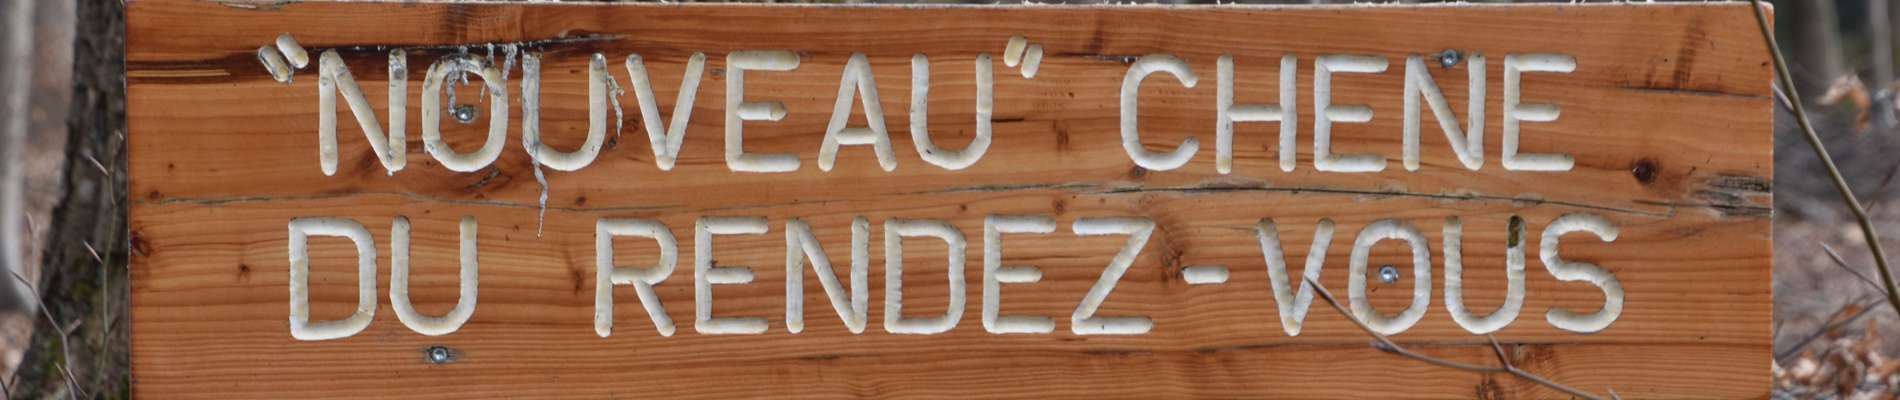 "NOUVEAU" CHENE
DU RENDEZ-VOUS